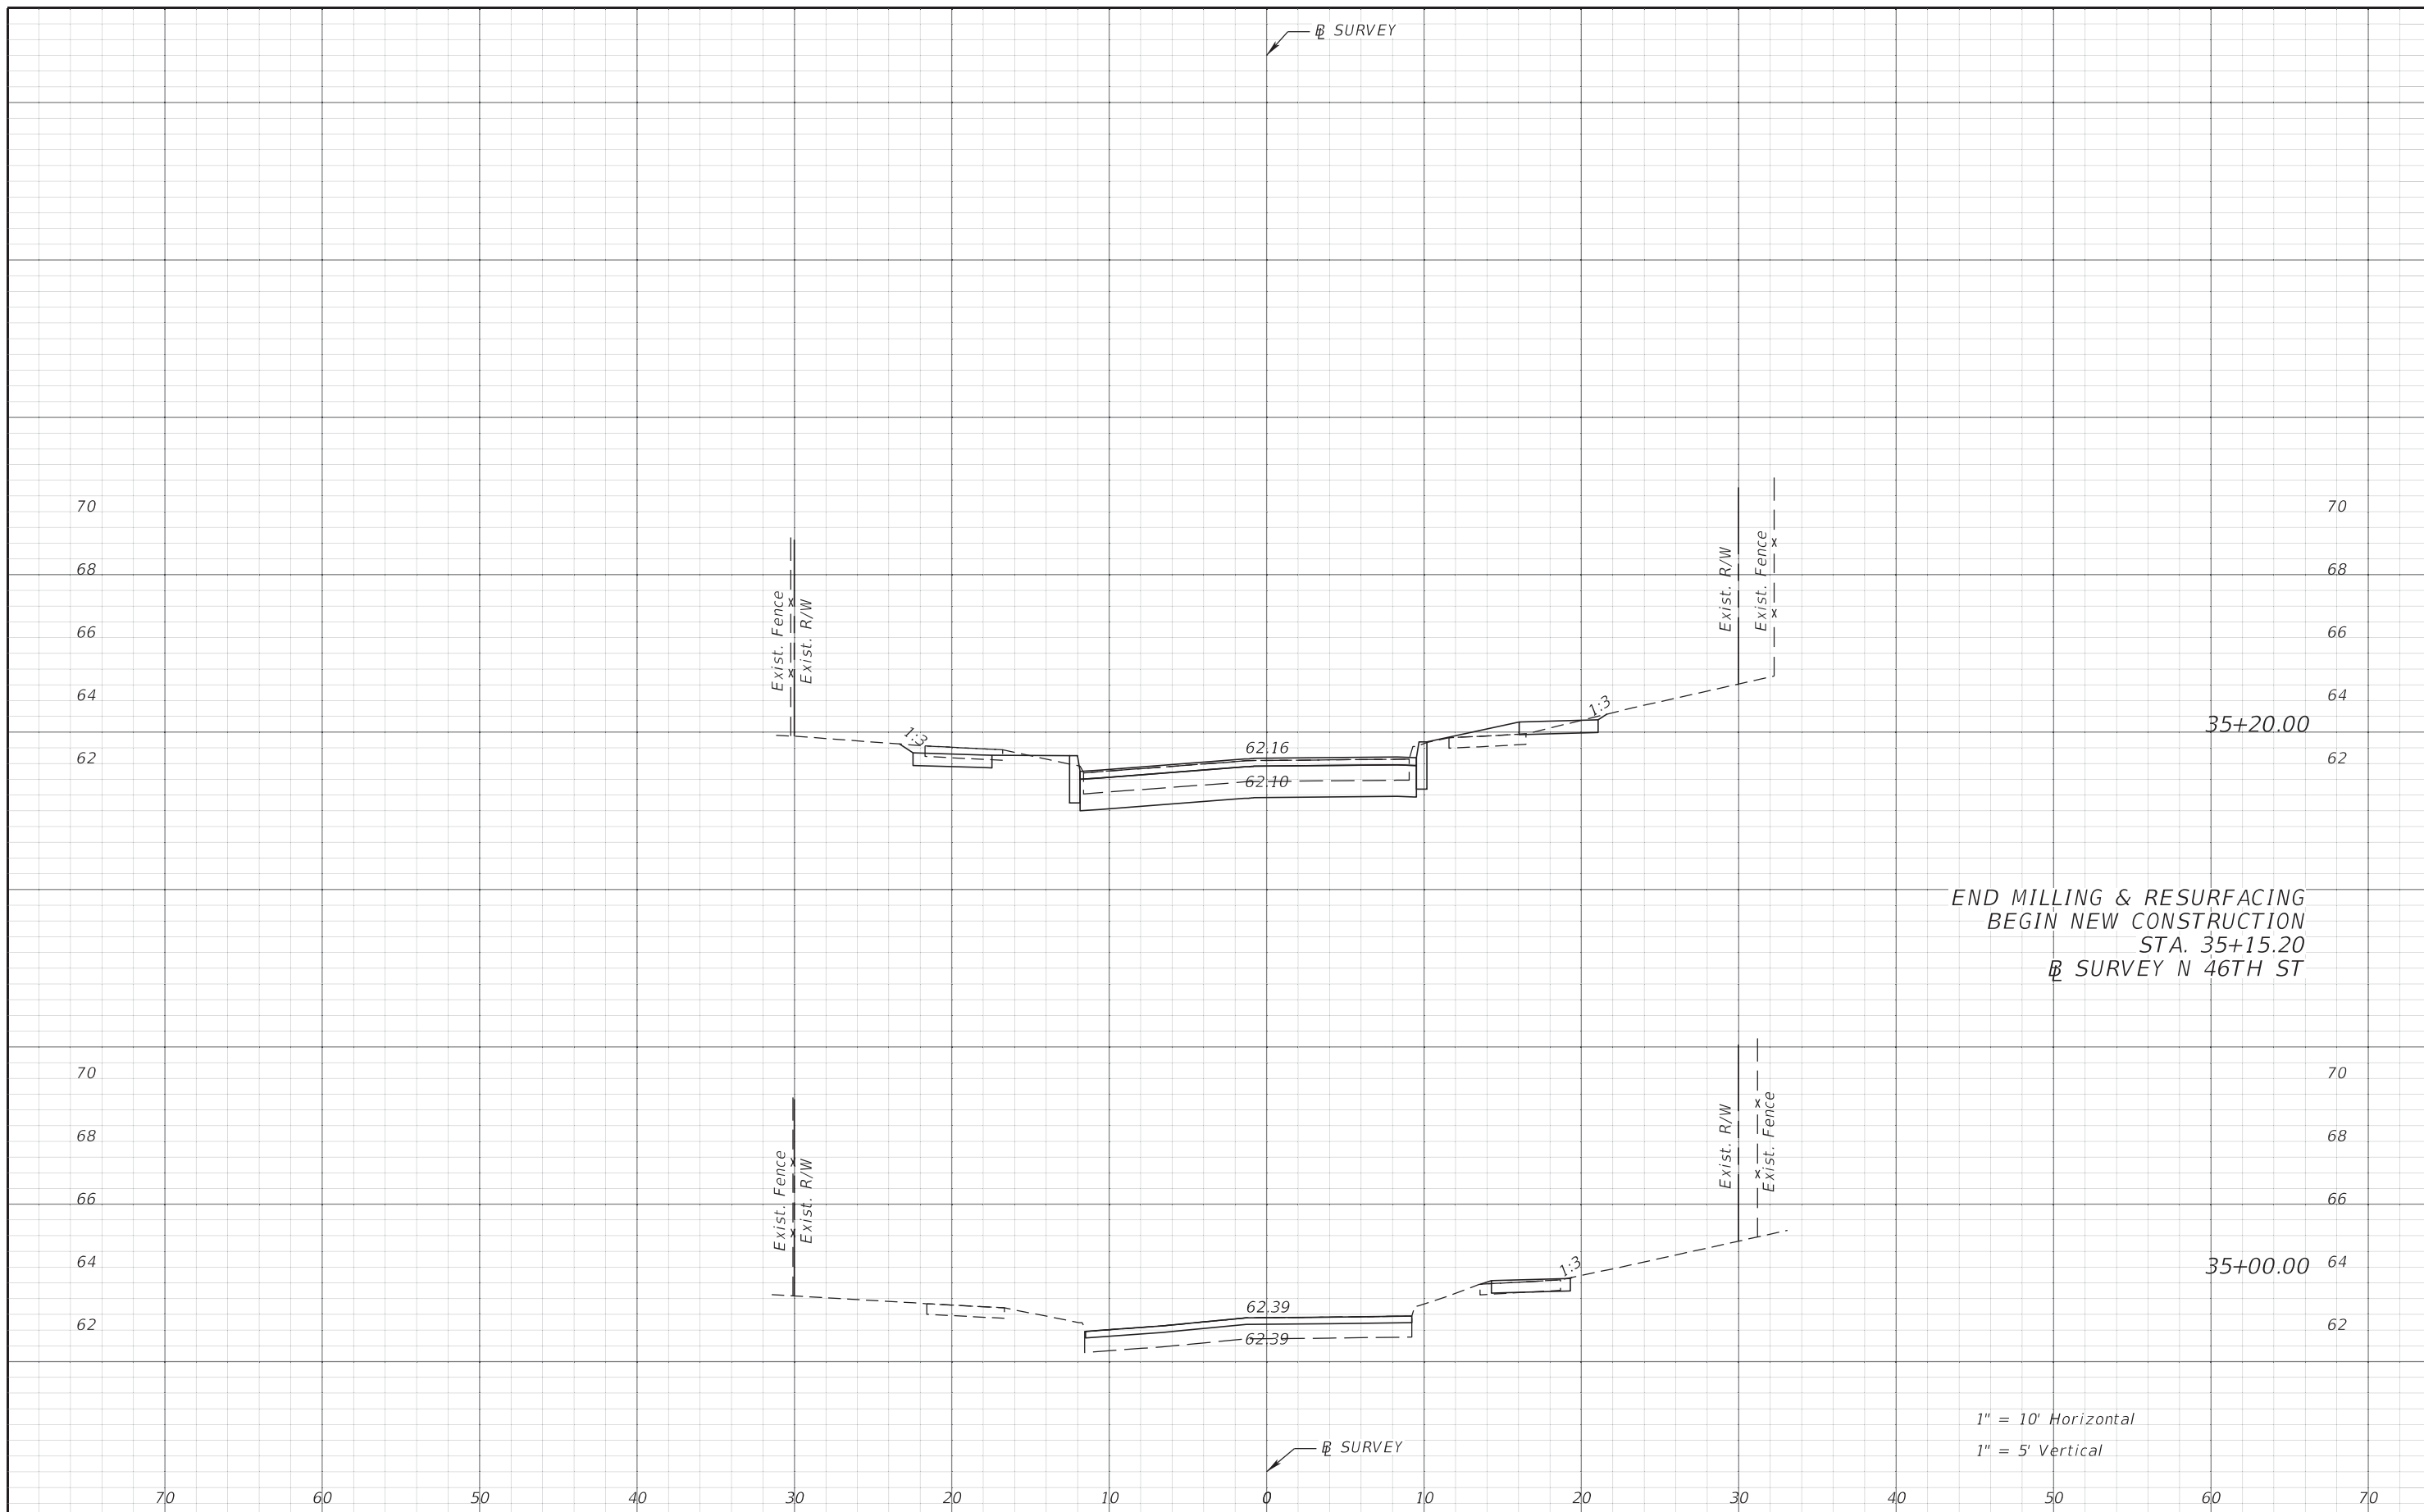 ℄ SURVEY
70 70
68 68
66 66
64 64
62 62
Exist. Fence
Exist. R/W
Exist. R/W
Exist. Fence
1:3
1:3
62.16
62.10
35+20.00
END MILLING & RESURFACING
BEGIN NEW CONSTRUCTION
STA. 35+15.20
℄ SURVEY N 46TH ST
70 70
68 68
66 66
64 64
62 62
Exist. Fence
Exist. R/W
Exist. R/W
Exist. Fence
1:3
62.39
62.39
35+00.00
1" = 10' Horizontal
1" = 5' Vertical
℄ SURVEY
70 60 50 40 30 20 10 0 10 20 30 40 50 60 70